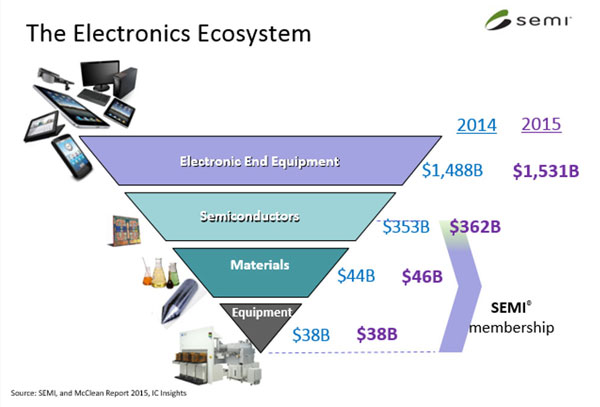 The Electronics Ecosystem
semi
2014 2015
Electronic End Equipment
$1,488B $1,531B
Semiconductors
$353B $362B
Materials
$44B $46B
Equipment
$38B $38B
SEMI®
membership
Source: SEMI, and McClean Report 2015, IC Insights